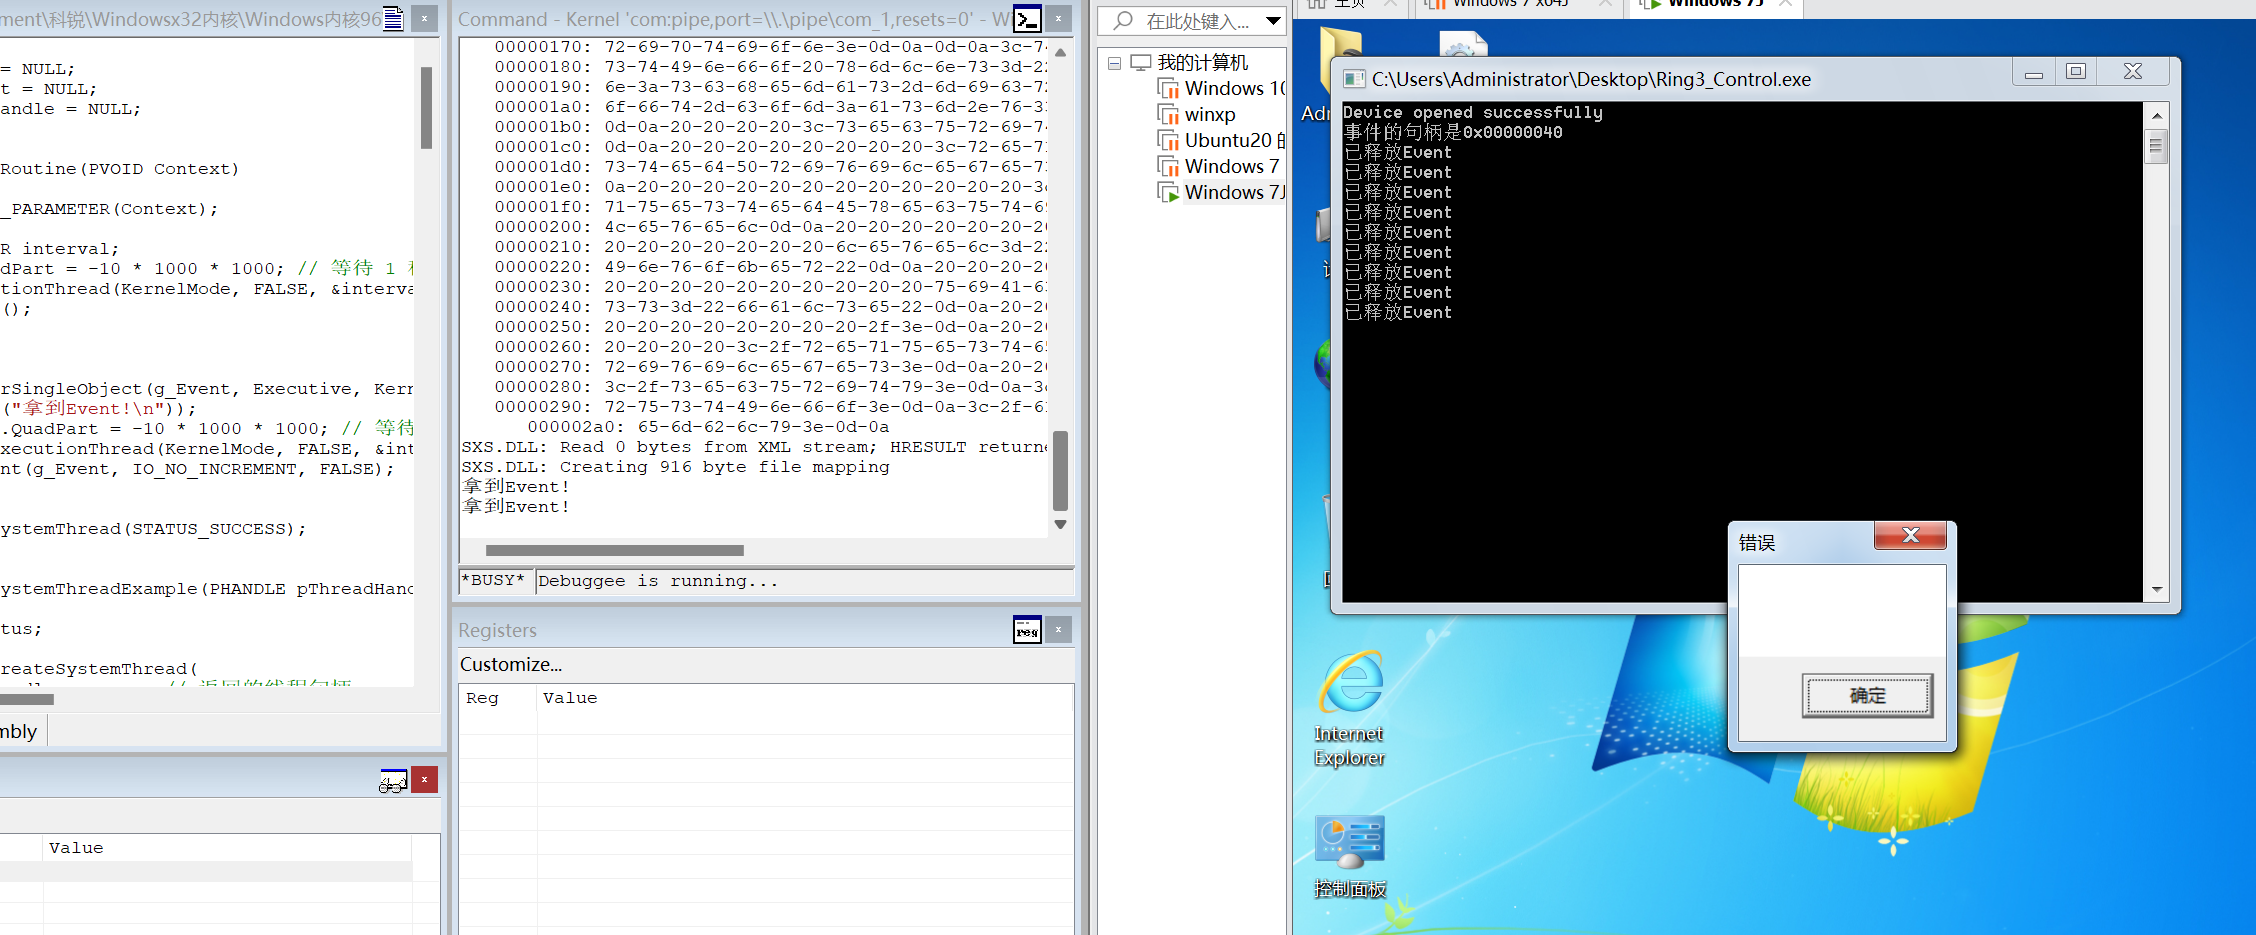 ment\科锐\Windowsx32内核\Windows内核96
= NULL;
t = NULL;
andle = NULL;
Routine(PVOID Context)
_PARAMETER(Context);
R interval;
dPart = -10 * 1000 * 1000; // 等待 1
tionThread(KernelMode, FALSE, &interva
();
rSingleObject(g_Event, Executive, Kern
("拿到Event!\n"));
.QuadPart = -10 * 1000 * 1000; // 等待
xecutionThread(KernelMode, FALSE, &int
nt(g_Event, IO_NO_INCREMENT, FALSE);
ystemThread(STATUS_SUCCESS);
ystemThreadExample(PHANDLE pThreadHand
tus;
reateSystemThread(
mbly
Value
Command - Kernel 'com:pipe,port=\\.\pipe\com_1,resets=0' - Wi
00000170: 72-69-70-74-69-6f-6e-3e-0d-0a-0d-0a-3c-74
00000180: 73-74-49-6e-66-6f-20-78-6d-6c-6e-73-3d-22
00000190: 6e-3a-73-63-68-65-6d-61-73-2d-6d-69-63-72
000001a0: 6f-66-74-2d-63-6f-6d-3a-61-73-6d-2e-76-33
000001b0: 0d-0a-20-20-20-20-3c-73-65-63-75-72-69-74
000001c0: 0d-0a-20-20-20-20-20-20-20-20-3c-72-65-71
000001d0: 73-74-65-64-50-72-69-76-69-6c-65-67-65-73
000001e0: 0a-20-20-20-20-20-20-20-20-20-20-20-20-3c
000001f0: 71-75-65-73-74-65-64-45-78-65-63-75-74-69
00000200: 4c-65-76-65-6c-0d-0a-20-20-20-20-20-20-20
00000210: 20-20-20-20-20-20-20-6c-65-76-65-6c-3d-22
00000220: 49-6e-76-6f-6b-65-72-22-0d-0a-20-20-20-20
00000230: 20-20-20-20-20-20-20-20-20-20-75-69-41-63
00000240: 73-73-3d-22-66-61-6c-73-65-22-0d-0a-20-20
00000250: 20-20-20-20-20-20-20-20-2f-3e-0d-0a-20-20
00000260: 20-20-20-20-3c-2f-72-65-71-75-65-73-74-65
00000270: 72-69-76-69-6c-65-67-65-73-3e-0d-0a-20-20
00000280: 3c-2f-73-65-63-75-72-69-74-79-3e-0d-0a-3c
00000290: 72-75-73-74-49-6e-66-6f-3e-0d-0a-3c-2f-61
000002a0: 65-6d-62-6c-79-3e-0d-0a
SXS.DLL: Read 0 bytes from XML stream; HRESULT returne
SXS.DLL: Creating 916 byte file mapping
拿到Event!
拿到Event!
*BUSY* Debuggee is running...
Registers
Customize...
Reg Value
在此处键入...
我的计算机
Windows 10
winxp
Ubuntu20
Windows 7
Windows 7J
主页
Windows 7 x64J
Windows 7J
C:\Users\Administrator\Desktop\Ring3_Control.exe
Device opened successfully
事件的句柄是0x00000040
已释放Event
已释放Event
已释放Event
已释放Event
已释放Event
已释放Event
已释放Event
已释放Event
已释放Event
错误
确定
Internet
Explorer
控制面板